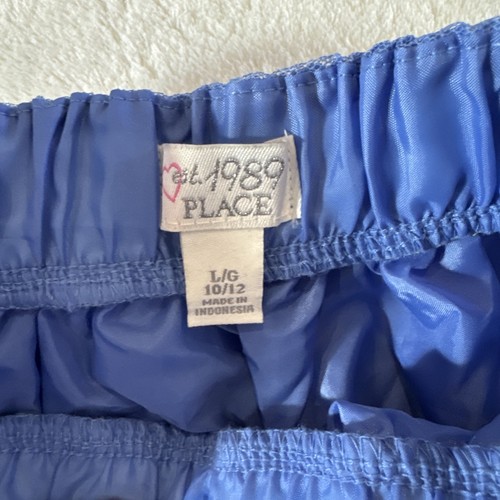 est. 1989
PLACE
L/G
10/12
MADE IN
INDONESIA